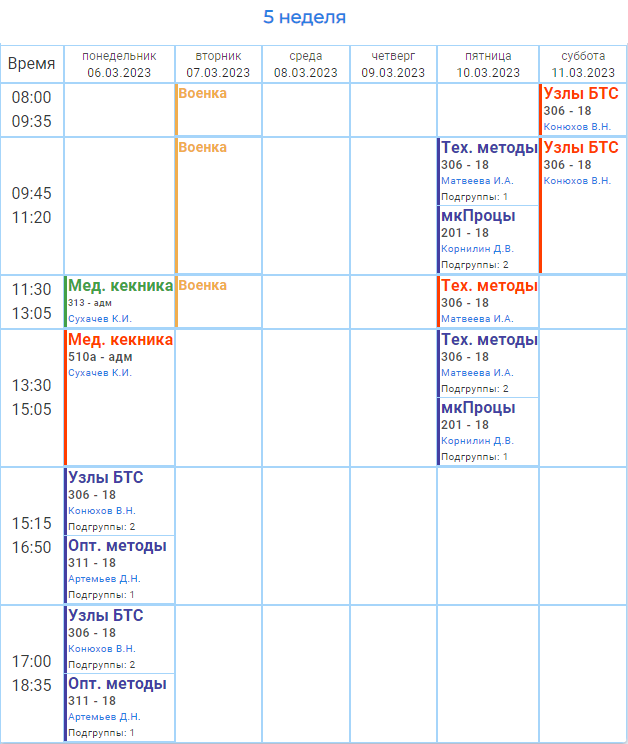 5 неделя
Время
понедельник
06.03.2023
вторник
07.03.2023
среда
08.03.2023
четверг
09.03.2023
пятница
10.03.2023
суббота
11.03.2023
08:00
09:35
Военка
Узлы БТС
306 - 18
Конюхов В.Н.
09:45
11:20
Военка
Тех. методы
306 - 18
Матвеева И.А.
Подгруппы: 1
мкПроцы
201 - 18
Корнилин Д.В.
Подгруппы: 2
Узлы БТС
306 - 18
Конюхов В.Н.
11:30
13:05
Мед. кекника
313 - адм
Сухачев К.И.
Военка
Тех. методы
306 - 18
Матвеева И.А.
13:30
15:05
Мед. кекника
510а - адм
Сухачев К.И.
Тех. методы
306 - 18
Матвеева И.А.
Подгруппы: 2
мкПроцы
201 - 18
Корнилин Д.В.
Подгруппы: 1
15:15
16:50
Узлы БТС
306 - 18
Конюхов В.Н.
Подгруппы: 2
Опт. методы
311 - 18
Артемьев Д.Н.
Подгруппы: 1
17:00
18:35
Узлы БТС
306 - 18
Конюхов В.Н.
Подгруппы: 2
Опт. методы
311 - 18
Артемьев Д.Н.
Подгруппы: 1